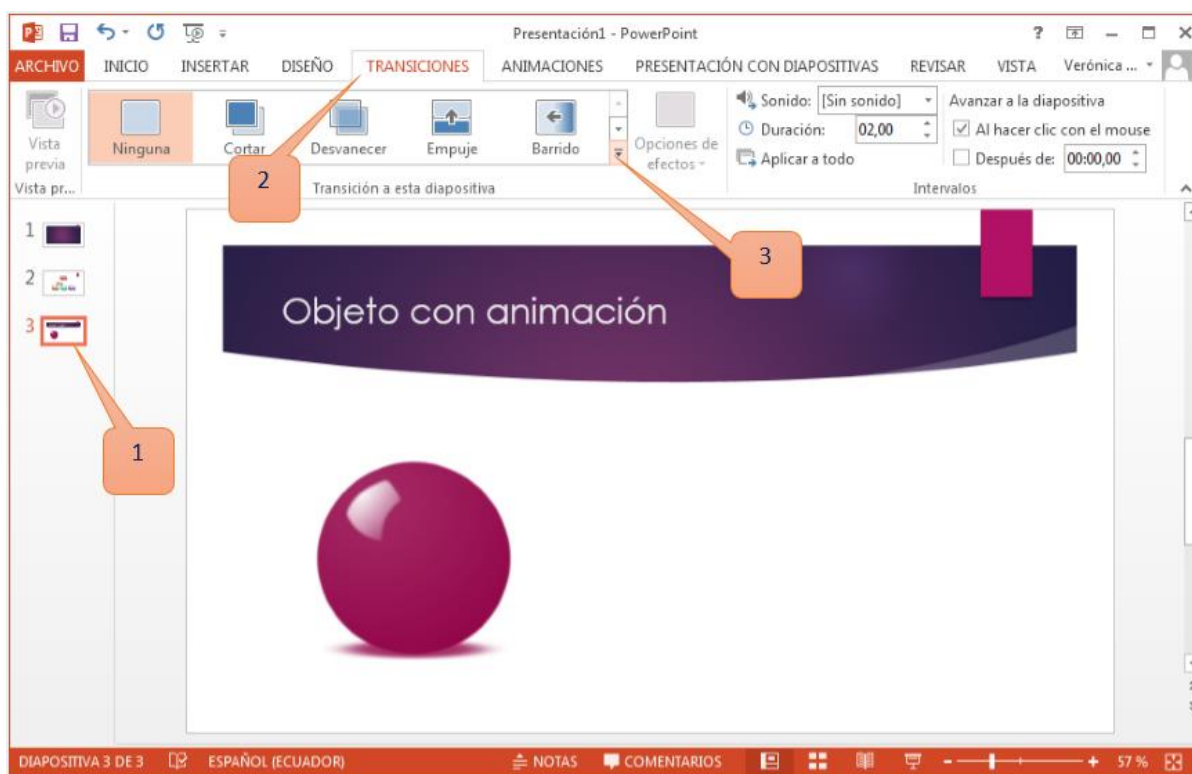 Presentación1 - PowerPoint
ARCHIVO INICIO INSERTAR DISEÑO TRANSICIONES ANIMACIONES PRESENTACIÓN CON DIAPOSITIVAS REVISAR VISTA Verónica ...
Vista previa
Ninguna Cortar Desvanecer Empuje Barrido
Opciones de efectos
Sonido: [Sin sonido]
Duración: 02,00
Aplicar a todo
Avanzar a la diapositiva
Al hacer clic con el mouse
Después de: 00:00,00
Vista pr... Transición a esta diapositiva Intervalos
2
3
1
2
3
1
Objeto con animación
DIAPOSITIVA 3 DE 3 ESPAÑOL (ECUADOR) NOTAS COMENTARIOS 57 %